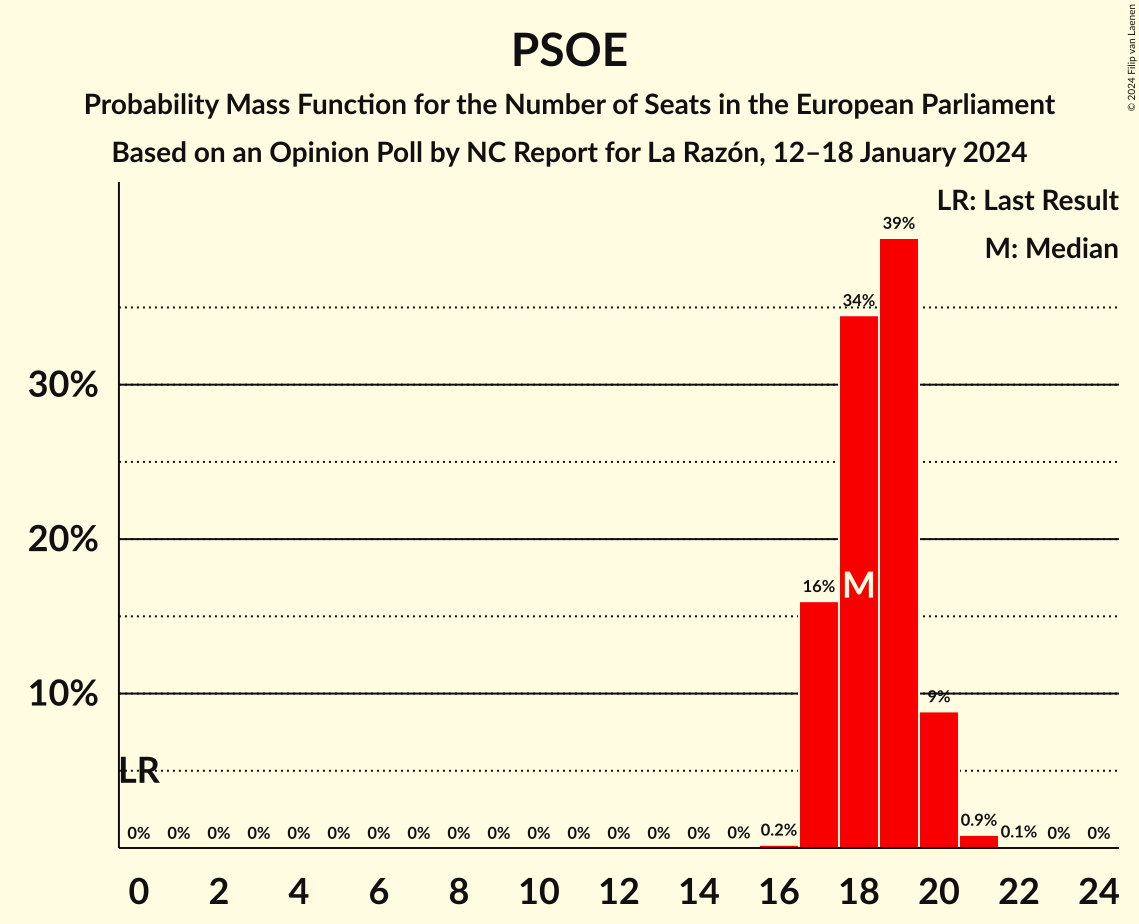 PSOE
Probability Mass Function for the Number of Seats in the European Parliament
Based on an Opinion Poll by NC Report for La Razón, 12–18 January 2024
© 2024 Filip van Laenen
LR: Last Result
M: Median
30%
20%
10%
LR
M
0% 0% 0% 0% 0% 0% 0% 0% 0% 0% 0% 0% 0% 0% 0% 0% 0.2% 16% 34% 39% 9% 0.9% 0.1% 0% 0%
0 2 4 6 8 10 12 14 16 18 20 22 24